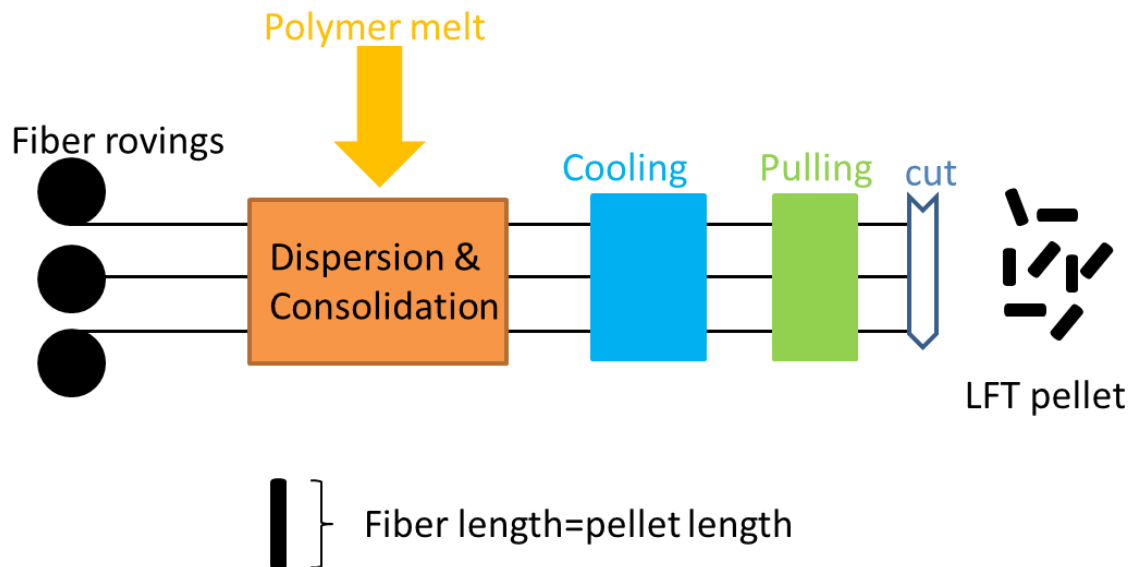 Polymer melt
Fiber rovings
Cooling
Pulling
cut
Dispersion &
Consolidation
LFT pellet
Fiber length=pellet length